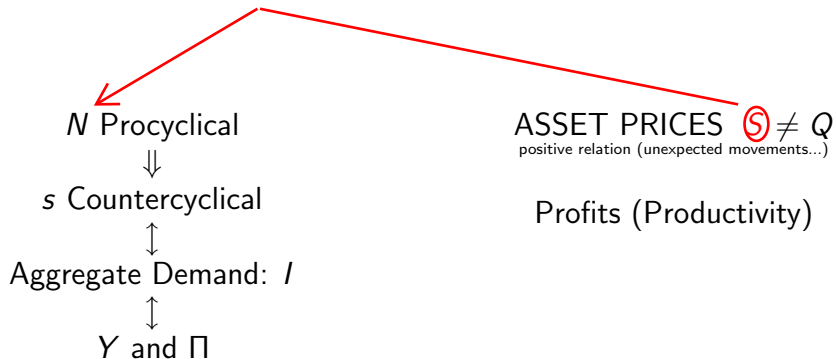 N Procyclical
⇓
s Countercyclical
↕
Aggregate Demand: I
↕
Y and Π
ASSET PRICES S ≠ Q
positive relation (unexpected movements...)
Profits (Productivity)